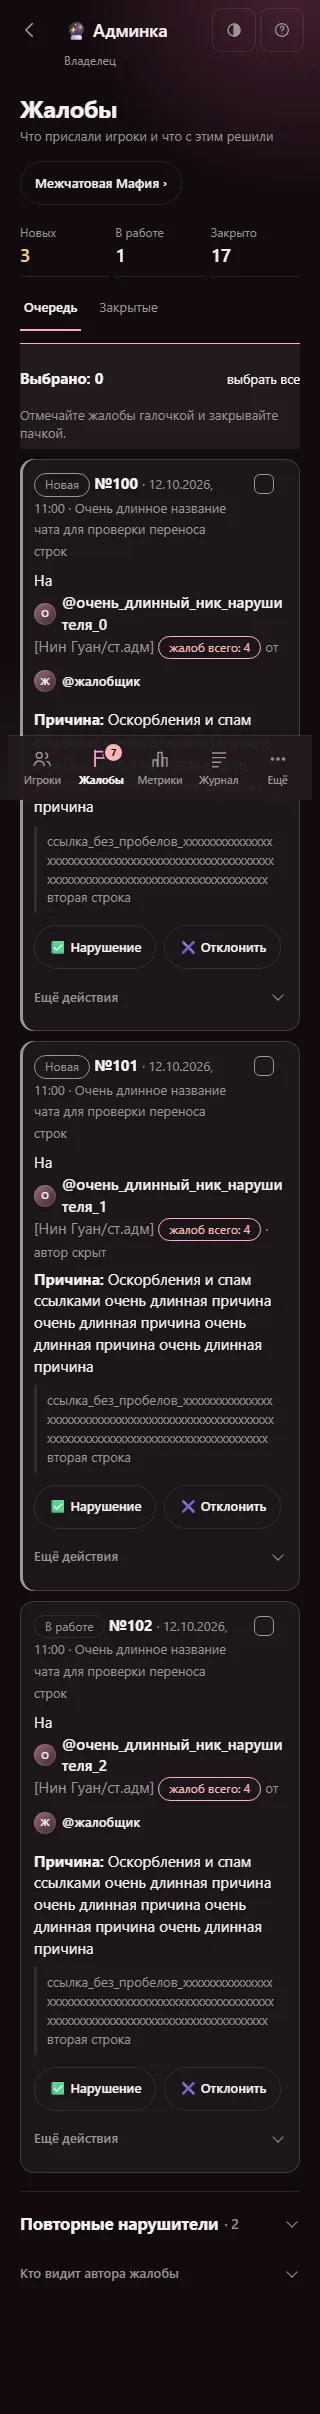 Админка
Владелец
Жалобы
Что прислали игроки и что с этим решили
Межчатовая Мафия ›
Новых
В работе
Закрыто
3
1
17
Очередь
Закрытые
Выбрано: 0
выбрать все
Отмечайте жалобы галочкой и закрывайте
пачкой.
Новая №100 · 12.10.2026,
11:00 · Очень длинное название
чата для проверки переноса
строк
На
О @очень_длинный_ник_наруши
теля_0
[Нин Гуан/ст.адм] жалоб всего: 4 от
Ж @жалобщик
Причина: Оскорбления и спам
7
Игроки
Жалобы
Метрики
Журнал
Ещё
причина
ссылка_без_пробелов_xxxxxxxxxxxxxxx
xxxxxxxxxxxxxxxxxxxxxxxxxxxxxxxxxxxxxx
xxxxxxxxxxxxxxxxxxxxxxxxxxxxxxxxxxxxx
вторая строка
Нарушение
Отклонить
Ещё действия
Новая №101 · 12.10.2026,
11:00 · Очень длинное название
чата для проверки переноса
строк
На
О @очень_длинный_ник_наруши
теля_1
[Нин Гуан/ст.адм] жалоб всего: 4 ·
автор скрыт
Причина: Оскорбления и спам
ссылками очень длинная причина
очень длинная причина очень
длинная причина очень длинная
причина
ссылка_без_пробелов_xxxxxxxxxxxxxxx
xxxxxxxxxxxxxxxxxxxxxxxxxxxxxxxxxxxxxx
xxxxxxxxxxxxxxxxxxxxxxxxxxxxxxxxxxxxx
вторая строка
Нарушение
Отклонить
Ещё действия
В работе №102 · 12.10.2026,
11:00 · Очень длинное название
чата для проверки переноса
строк
На
О @очень_длинный_ник_наруши
теля_2
[Нин Гуан/ст.адм] жалоб всего: 4 от
Ж @жалобщик
Причина: Оскорбления и спам
ссылками очень длинная причина
очень длинная причина очень
длинная причина очень длинная
причина
ссылка_без_пробелов_xxxxxxxxxxxxxxx
xxxxxxxxxxxxxxxxxxxxxxxxxxxxxxxxxxxxxx
xxxxxxxxxxxxxxxxxxxxxxxxxxxxxxxxxxxxx
вторая строка
Нарушение
Отклонить
Ещё действия
Повторные нарушители · 2
Кто видит автора жалобы